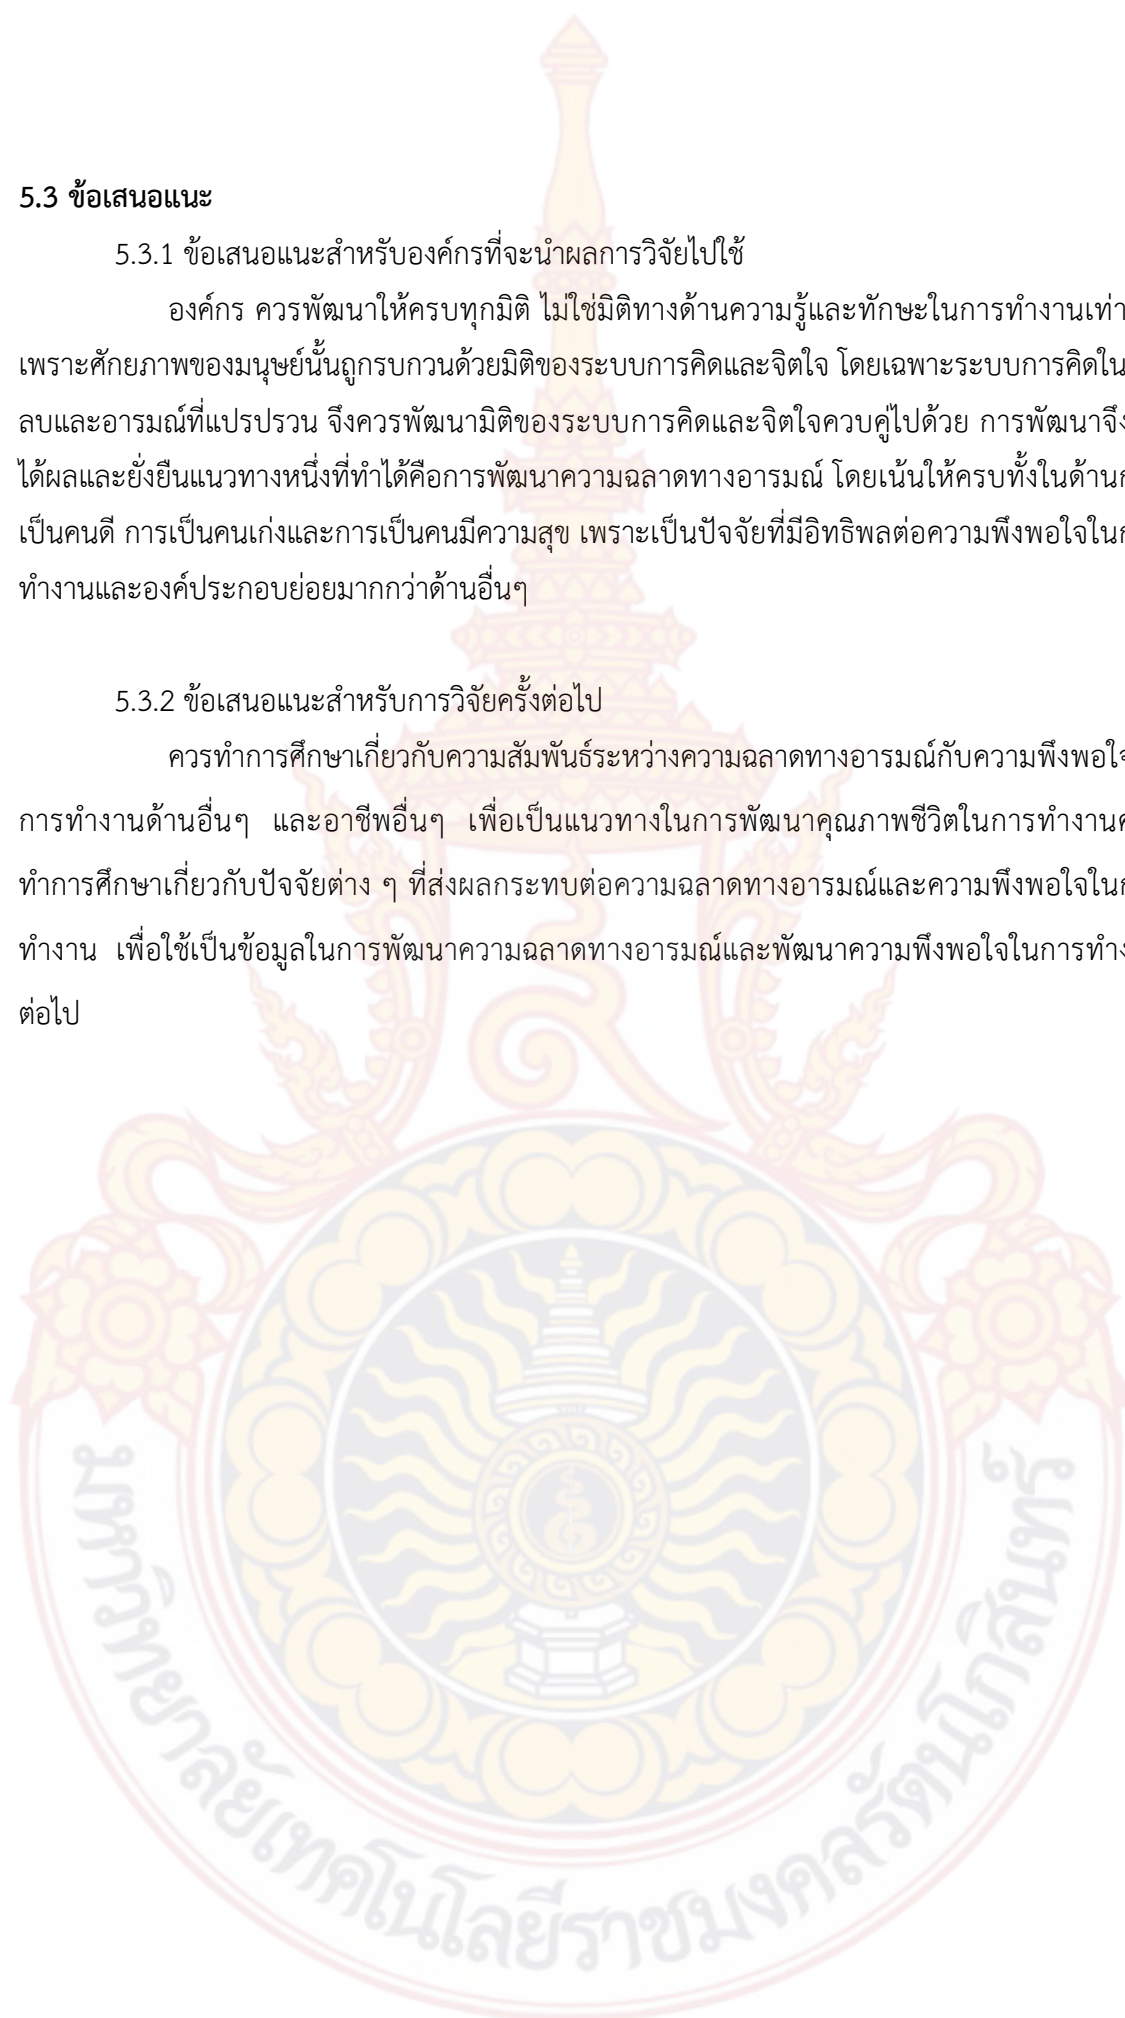 5.3 ข้อเสนอแนะ
5.3.1 ข้อเสนอแนะสำหรับองค์กรที่จะนำผลการวิจัยไปใช้
องค์กร ควรพัฒนาให้ครบทุกมิติ ไม่ใช่มิติทางด้านความรู้และทักษะในการทำงานเท่า
เพราะศักยภาพของมนุษย์นั้นถูกรบกวนด้วยมิติของระบบการคิดและจิตใจ โดยเฉพาะระบบการคิดใน
ลบและอารมณ์ที่แปรปรวน จึงควรพัฒนามิติของระบบการคิดและจิตใจควบคู่ไปด้วย การพัฒนาจึง
ได้ผลและยั่งยืนแนวทางหนึ่งที่ทำได้คือการพัฒนาความฉลาดทางอารมณ์ โดยเน้นให้ครบทั้งในด้าน
เป็นคนดี การเป็นคนเก่งและการเป็นคนมีความสุข เพราะเป็นปัจจัยที่มีอิทธิพลต่อความพึงพอใจใน
ทำงานและองค์ประกอบย่อยมากกว่าด้านอื่นๆ
5.3.2 ข้อเสนอแนะสำหรับการวิจัยครั้งต่อไป
ควรทำการศึกษาเกี่ยวกับความสัมพันธ์ระหว่างความฉลาดทางอารมณ์กับความพึงพอใจ
การทำงานด้านอื่นๆ และอาชีพอื่นๆ เพื่อเป็นแนวทางในการพัฒนาคุณภาพชีวิตในการทำงาน
ทำการศึกษาเกี่ยวกับปัจจัยต่าง ๆ ที่ส่งผลกระทบต่อความฉลาดทางอารมณ์และความพึงพอใจใน
ทำงาน เพื่อใช้เป็นข้อมูลในการพัฒนาความฉลาดทางอารมณ์และพัฒนาความพึงพอใจในการทำ
ต่อไป
มหาวิทยาลัยเทคโนโลยีราชมงคลรัตนโกสินทร์